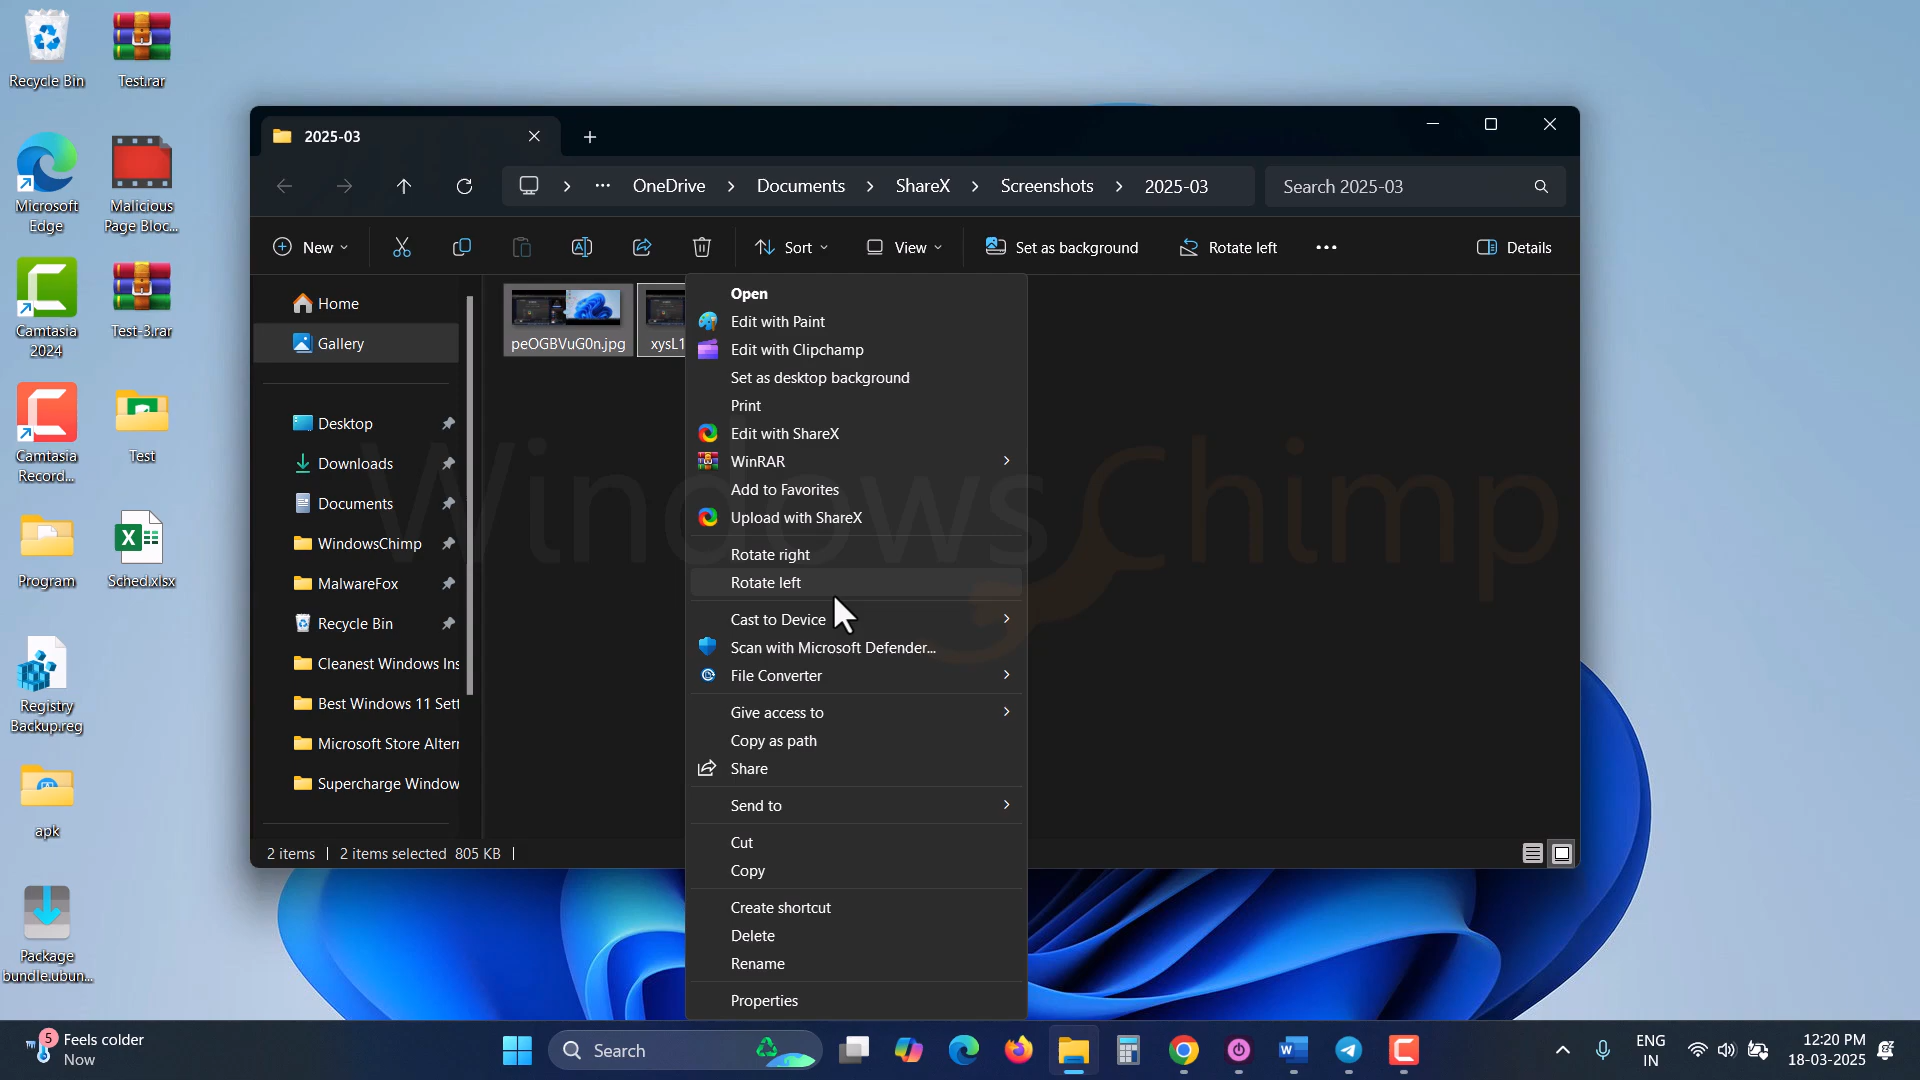 Recycle Bin
Test.rar
Microsoft
Edge
Malicious
Page Bloc...
Camtasia
2024
Test-3.rar
Camtasia
Record...
Test
Program
Sched.xlsx
Registry
Backup.reg
apk
Package
bundle.ubun...
2025-03
OneDrive
Documents
ShareX
Screenshots
2025-03
Search 2025-03
New
Sort
View
Set as background
Rotate left
Details
Home
Gallery
Desktop
Downloads
Documents
WindowsChimp
MalwareFox
Recycle Bin
Cleanest Windows Ins
Best Windows 11 Sett
Microsoft Store Altern
Supercharge Window
peOGBVuG0n.jpg
xysL1
Open
Edit with Paint
Edit with Clipchamp
Set as desktop background
Print
Edit with ShareX
WinRAR
Add to Favorites
Upload with ShareX
Rotate right
Rotate left
Cast to Device
Scan with Microsoft Defender...
File Converter
Give access to
Copy as path
Share
Send to
Cut
Copy
Create shortcut
Delete
Rename
Properties
WindowsChimp
2 items
2 items selected 805 KB
5
Feels colder
Now
Search
ENG
IN
12:20 PM
18-03-2025